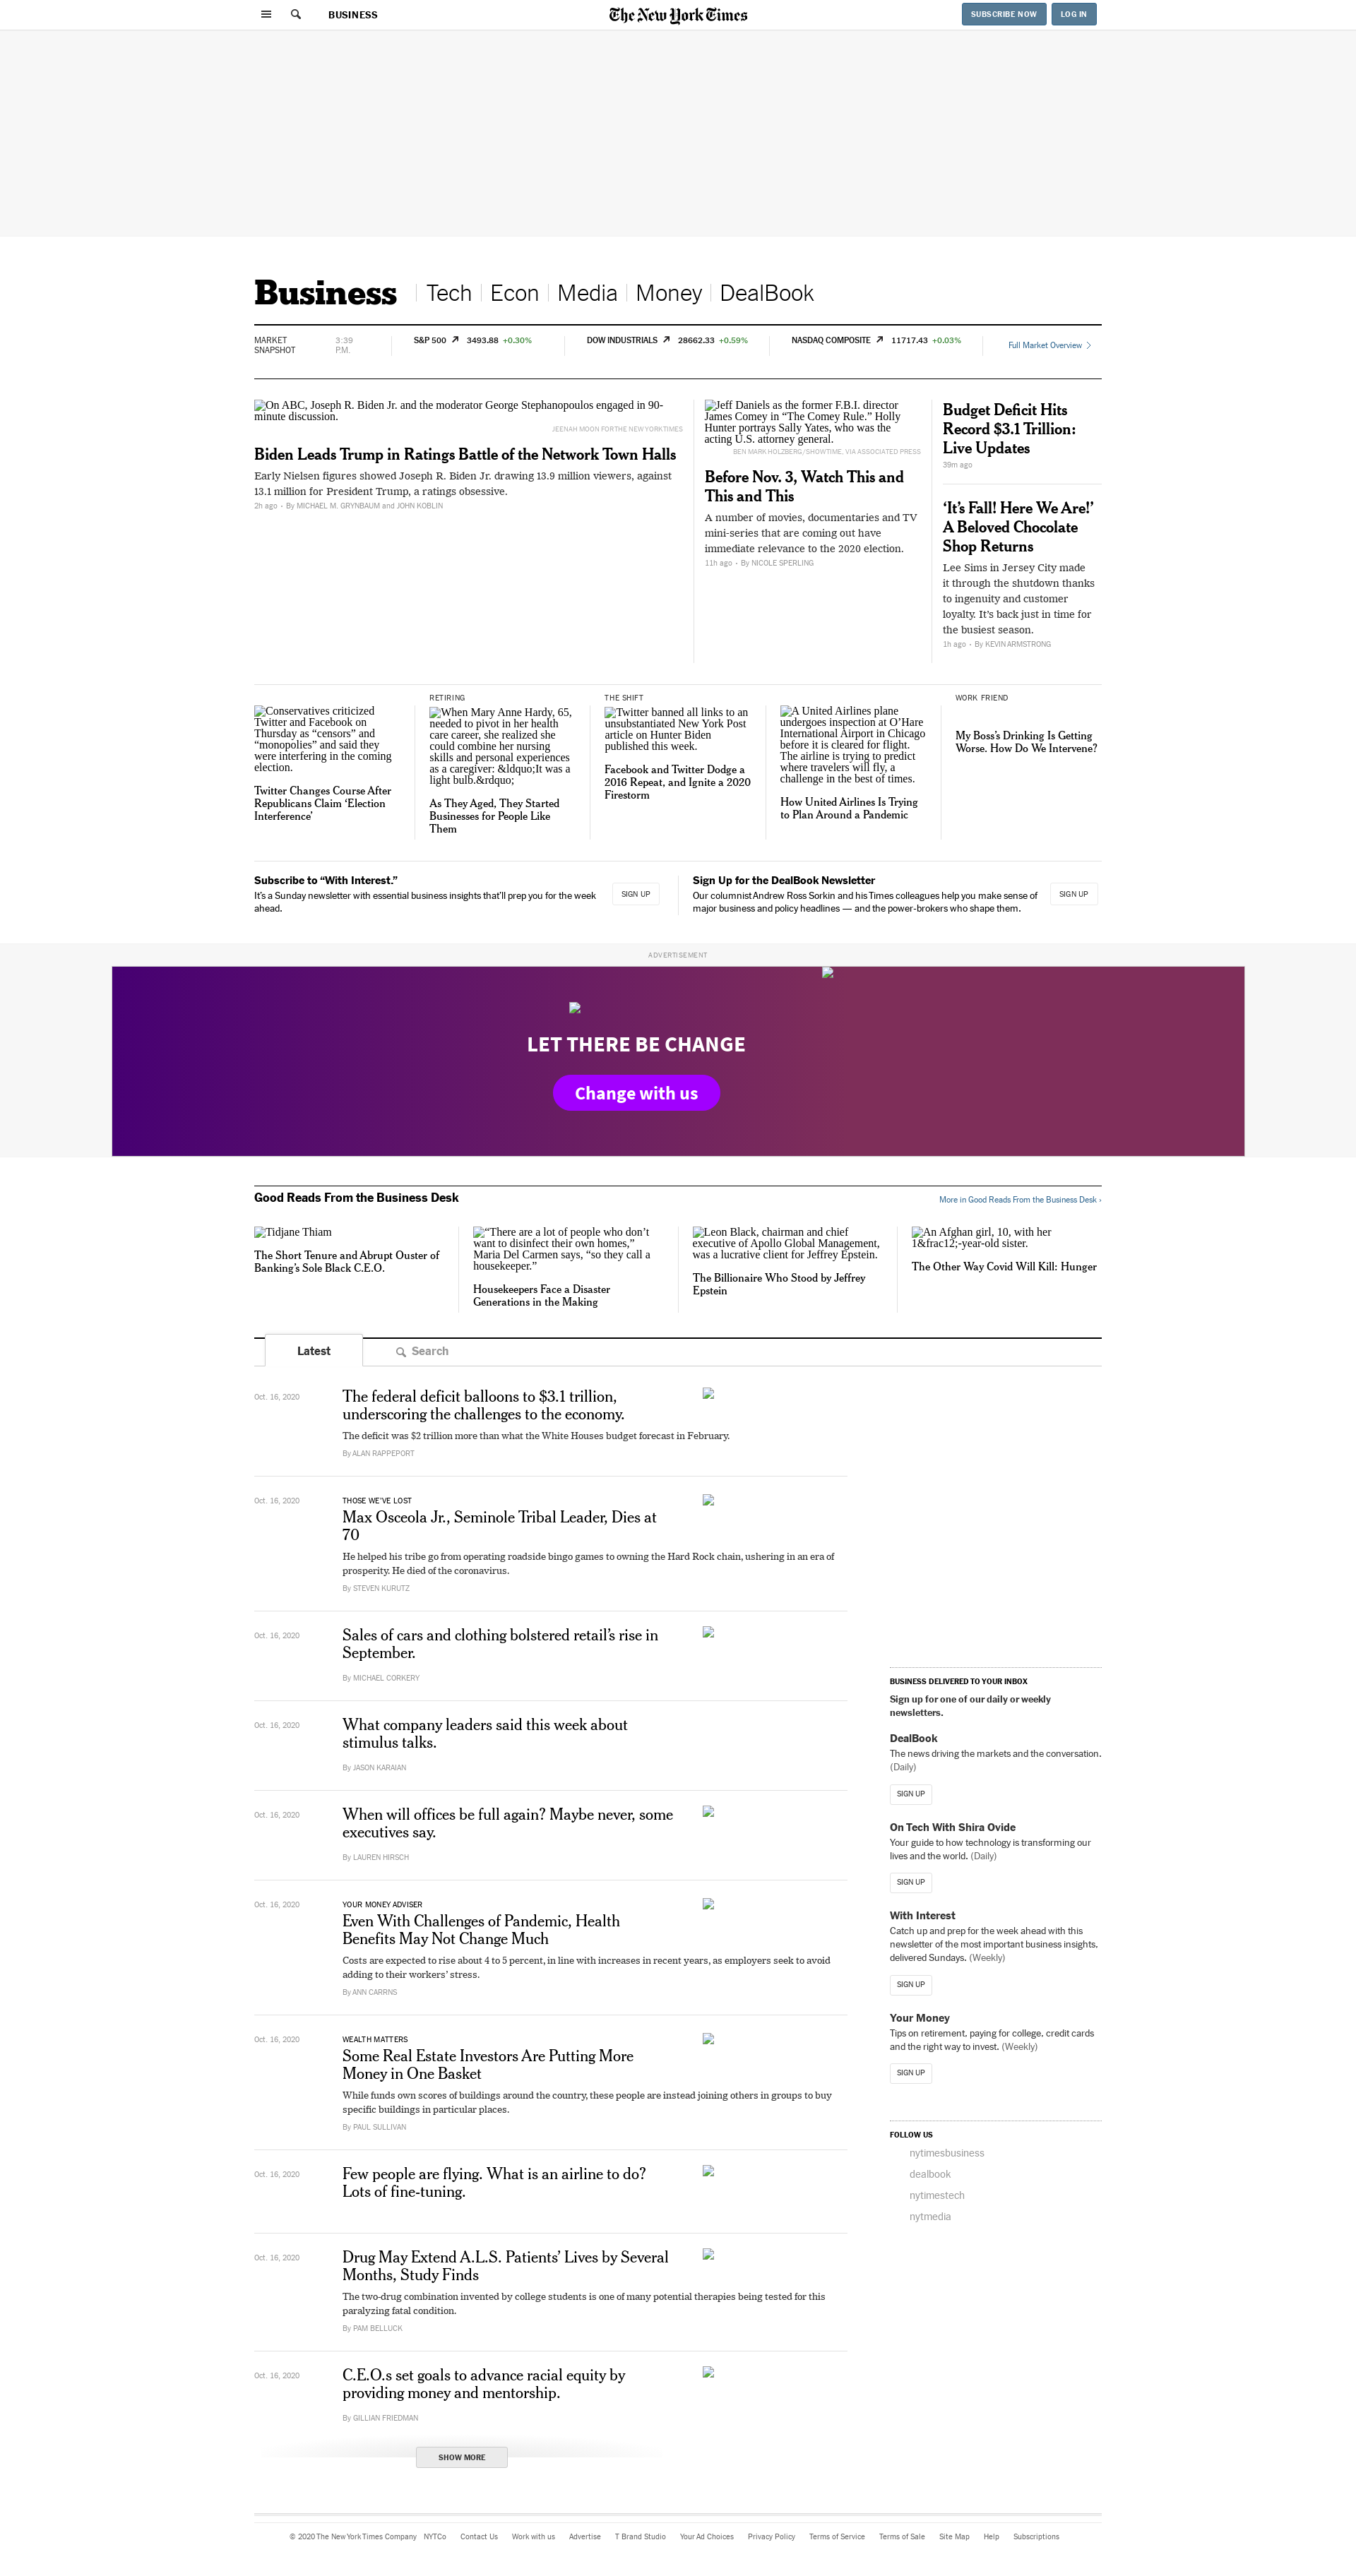 BUSINESS
The New York Times
SUBSCRIBE NOW
LOG IN
Business
Tech
Econ
Media
Money
DealBook
MARKET
SNAPSHOT
3:39
P.M.
S&P 500 3493.88 +0.30%
DOW INDUSTRIALS 28662.33 +0.59%
NASDAQ COMPOSITE 11717.43 +0.03%
Full Market Overview
On ABC, Joseph R. Biden Jr. and the moderator George Stephanopoulos engaged in 90-
minute discussion.
JEENAH MOON FOR THE NEW YORK TIMES
Biden Leads Trump in Ratings Battle of the Network Town Halls
Early Nielsen figures showed Joseph R. Biden Jr. drawing 13.9 million viewers, against
13.1 million for President Trump, a ratings obsessive.
2h ago • By MICHAEL M. GRYNBAUM and JOHN KOBLIN
Jeff Daniels as the former F.B.I. director
James Comey in “The Comey Rule.” Holly
Hunter portrays Sally Yates, who was the
acting U.S. attorney general.
BEN MARK HOLZBERG/SHOWTIME, VIA ASSOCIATED PRESS
Before Nov. 3, Watch This and
This and This
A number of movies, documentaries and TV
mini-series that are coming out have
immediate relevance to the 2020 election.
11h ago • By NICOLE SPERLING
Budget Deficit Hits
Record $3.1 Trillion:
Live Updates
39m ago
‘It’s Fall! Here We Are!’
A Beloved Chocolate
Shop Returns
Lee Sims in Jersey City made
it through the shutdown thanks
to ingenuity and customer
loyalty. It’s back just in time for
the busiest season.
1h ago • By KEVIN ARMSTRONG
Conservatives criticized
Twitter and Facebook on
Thursday as “censors” and
“monopolies” and said they
were interfering in the coming
election.
Twitter Changes Course After
Republicans Claim ‘Election
Interference’
RETIRING
When Mary Anne Hardy, 65,
needed to pivot in her health
care career, she realized she
could combine her nursing
skills and personal experiences
as a caregiver: &ldquo;It was a
light bulb.&rdquo;
As They Aged, They Started
Businesses for People Like
Them
THE SHIFT
Twitter banned all links to an
unsubstantiated New York Post
article on Hunter Biden
published this week.
Facebook and Twitter Dodge a
2016 Repeat, and Ignite a 2020
Firestorm
A United Airlines plane
undergoes inspection at O’Hare
International Airport in Chicago
before it is cleared for flight.
The airline is trying to predict
where travelers will fly, a
challenge in the best of times.
How United Airlines Is Trying
to Plan Around a Pandemic
WORK FRIEND
My Boss’s Drinking Is Getting
Worse. How Do We Intervene?
Subscribe to “With Interest.”
It’s a Sunday newsletter with essential business insights that’ll prep you for the week
ahead.
SIGN UP
Sign Up for the DealBook Newsletter
Our columnist Andrew Ross Sorkin and his Times colleagues help you make sense of
major business and policy headlines — and the power-brokers who shape them.
SIGN UP
ADVERTISEMENT
LET THERE BE CHANGE
Change with us
Good Reads From the Business Desk
More in Good Reads From the Business Desk ›
Tidjane Thiam
The Short Tenure and Abrupt Ouster of
Banking’s Sole Black C.E.O.
“There are a lot of people who don’t
want to disinfect their own homes,”
Maria Del Carmen says, “so they call a
housekeeper.”
Housekeepers Face a Disaster
Generations in the Making
Leon Black, chairman and chief
executive of Apollo Global Management,
was a lucrative client for Jeffrey Epstein.
The Billionaire Who Stood by Jeffrey
Epstein
An Afghan girl, 10, with her
1&frac12;-year-old sister.
The Other Way Covid Will Kill: Hunger
Latest
Search
Oct. 16, 2020
The federal deficit balloons to $3.1 trillion,
underscoring the challenges to the economy.
The deficit was $2 trillion more than what the White Houses budget forecast in February.
By ALAN RAPPEPORT
Oct. 16, 2020
THOSE WE’VE LOST
Max Osceola Jr., Seminole Tribal Leader, Dies at
70
He helped his tribe go from operating roadside bingo games to owning the Hard Rock chain, ushering in an era of
prosperity. He died of the coronavirus.
By STEVEN KURUTZ
Oct. 16, 2020
Sales of cars and clothing bolstered retail’s rise in
September.
By MICHAEL CORKERY
Oct. 16, 2020
What company leaders said this week about
stimulus talks.
By JASON KARAIAN
Oct. 16, 2020
When will offices be full again? Maybe never, some
executives say.
By LAUREN HIRSCH
Oct. 16, 2020
YOUR MONEY ADVISER
Even With Challenges of Pandemic, Health
Benefits May Not Change Much
Costs are expected to rise about 4 to 5 percent, in line with increases in recent years, as employers seek to avoid
adding to their workers’ stress.
By ANN CARRNS
Oct. 16, 2020
WEALTH MATTERS
Some Real Estate Investors Are Putting More
Money in One Basket
While funds own scores of buildings around the country, these people are instead joining others in groups to buy
specific buildings in particular places.
By PAUL SULLIVAN
Oct. 16, 2020
Few people are flying. What is an airline to do?
Lots of fine-tuning.
Oct. 16, 2020
Drug May Extend A.L.S. Patients’ Lives by Several
Months, Study Finds
The two-drug combination invented by college students is one of many potential therapies being tested for this
paralyzing fatal condition.
By PAM BELLUCK
Oct. 16, 2020
C.E.O.s set goals to advance racial equity by
providing money and mentorship.
By GILLIAN FRIEDMAN
SHOW MORE
BUSINESS DELIVERED TO YOUR INBOX
Sign up for one of our daily or weekly
newsletters.
DealBook
The news driving the markets and the conversation.
(Daily)
SIGN UP
On Tech With Shira Ovide
Your guide to how technology is transforming our
lives and the world. (Daily)
SIGN UP
With Interest
Catch up and prep for the week ahead with this
newsletter of the most important business insights,
delivered Sundays. (Weekly)
SIGN UP
Your Money
Tips on retirement, paying for college, credit cards
and the right way to invest. (Weekly)
SIGN UP
FOLLOW US
nytimesbusiness
dealbook
nytimestech
nytmedia
© 2020 The New York Times Company NYTCo Contact Us Work with us Advertise T Brand Studio Your Ad Choices Privacy Policy Terms of Service Terms of Sale Site Map Help Subscriptions